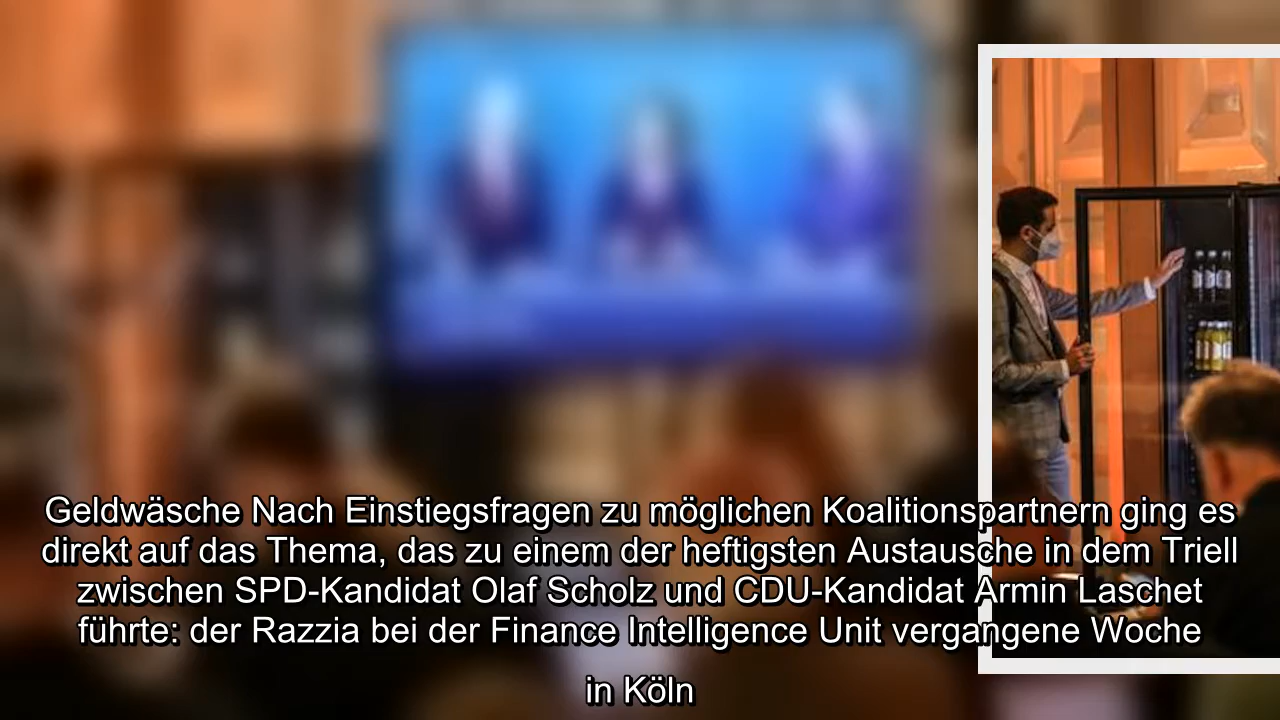 Geldwäsche Nach Einstiegsfragen zu möglichen Koalitionspartnern ging es
direkt auf das Thema, das zu einem der heftigsten Austausche in dem Triell
zwischen SPD-Kandidat Olaf Scholz und CDU-Kandidat Armin Laschet
führte: der Razzia bei der Finance Intelligence Unit vergangene Woche
in Köln